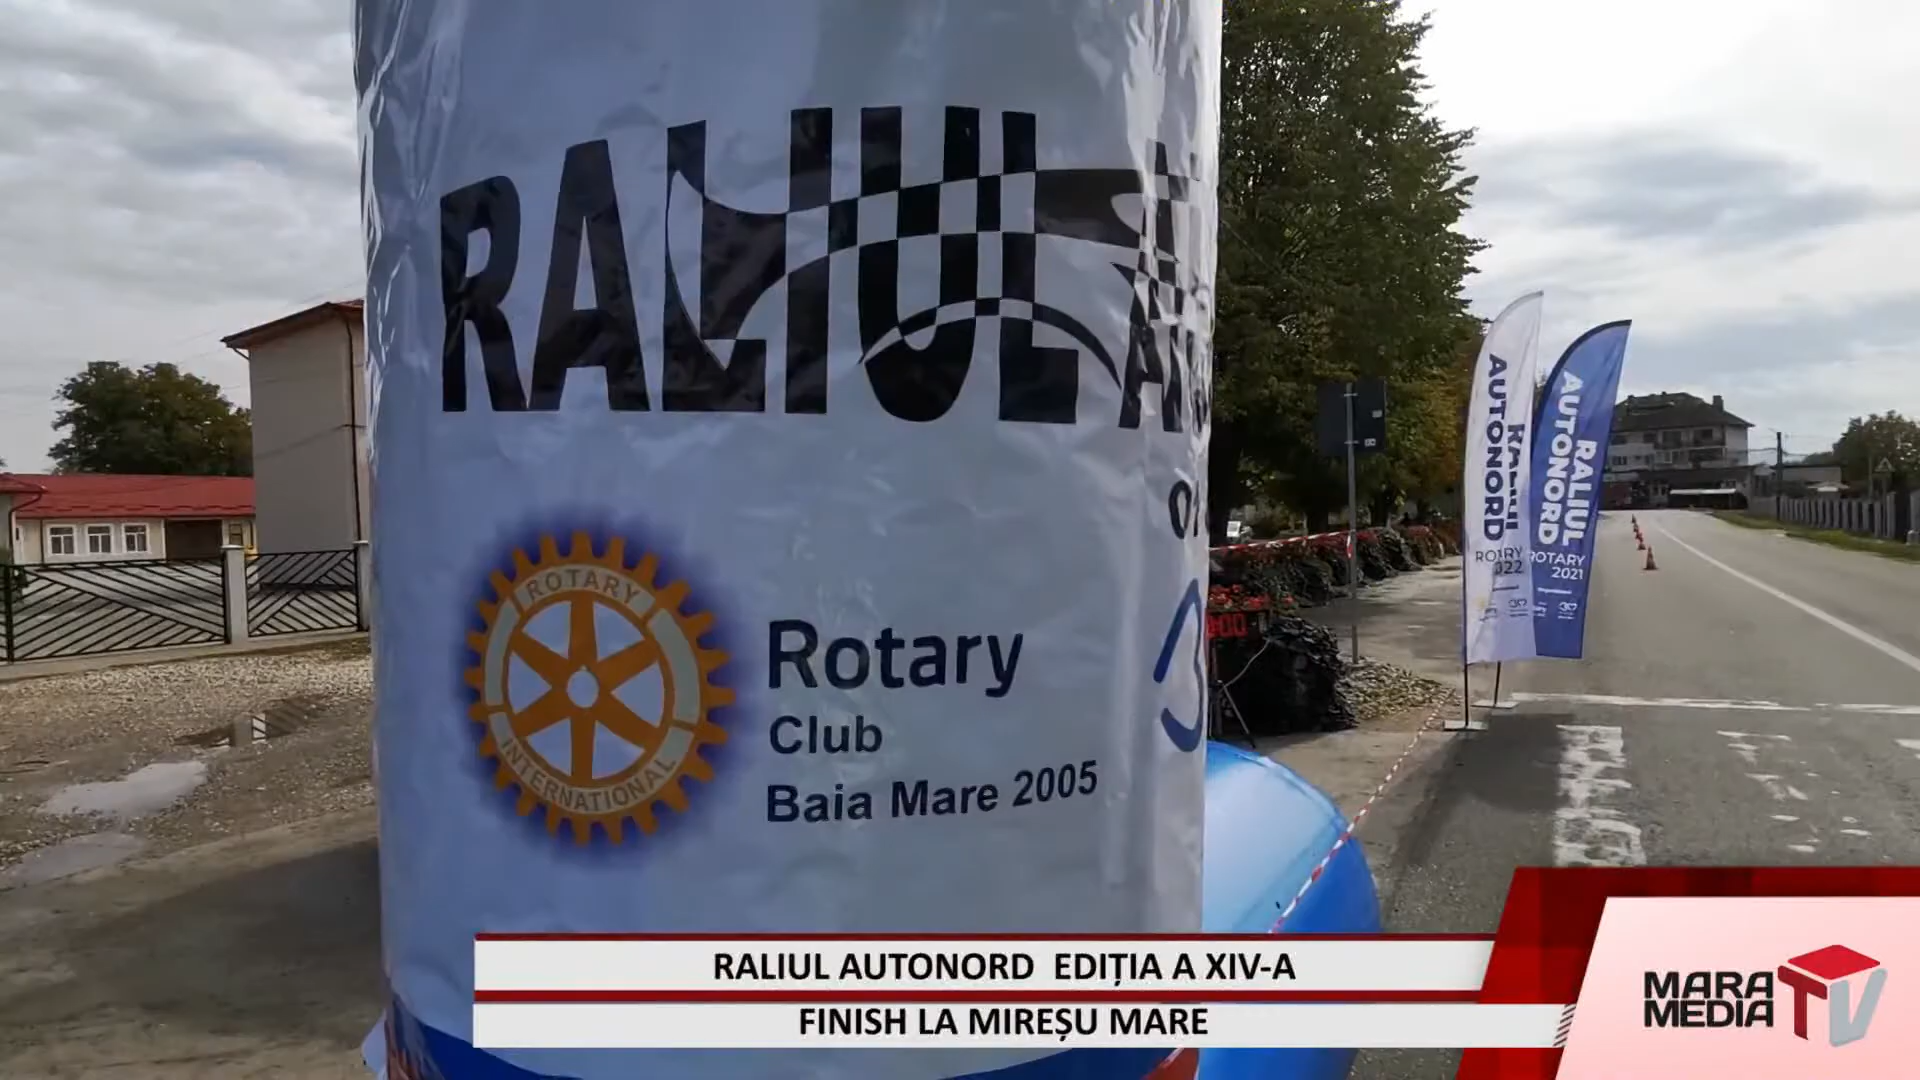 RALIUL
ROTARY
INTERNATIONAL
Rotary
Club
Baia Mare 2005
RALIUL
AUTONORD
ROTARY
2022
RALIUL
AUTONORD
ROTARY
2021
RALIUL AUTONORD EDIȚIA A XIV-A
FINISH LA MIREȘU MARE
MARA
MEDIA
TV